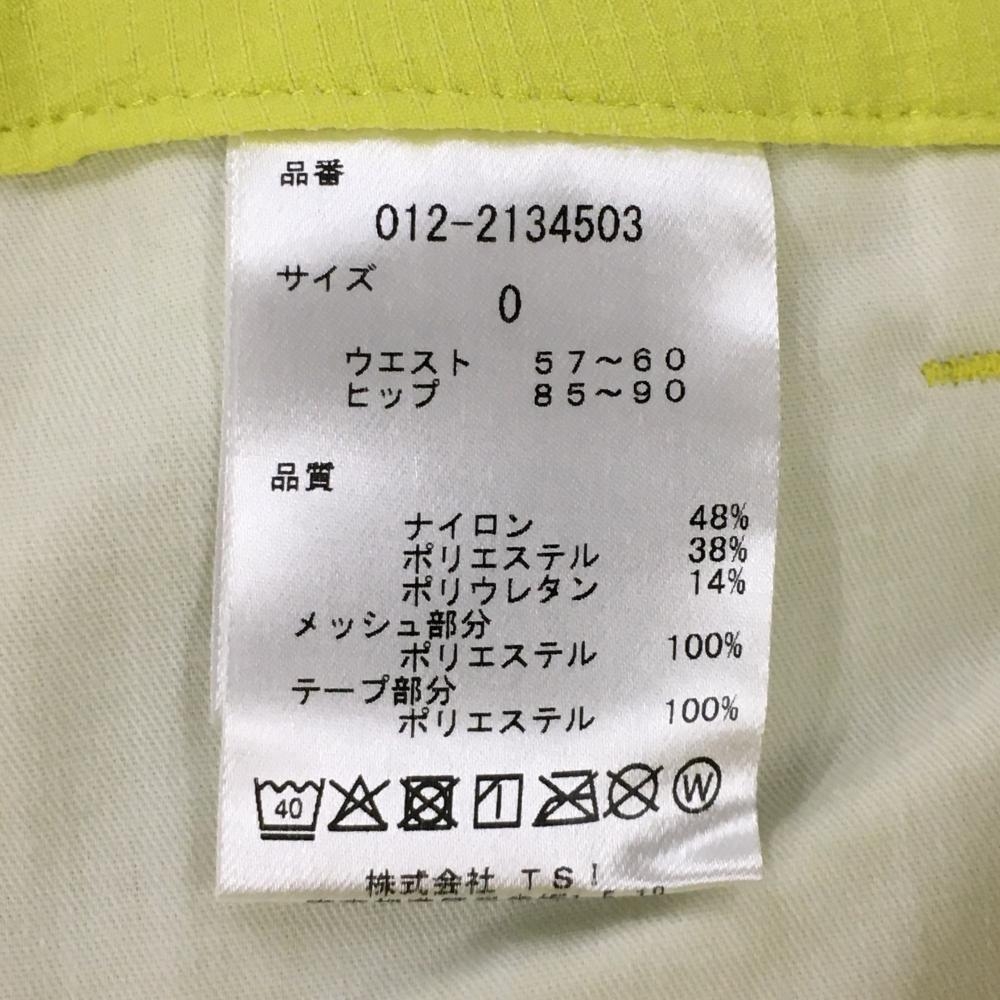 品番
012-2134503
サイズ
0
ウエスト 57～60
ヒップ 85～90
品質
ナイロン 48%
ポリエステル 38%
ポリウレタン 14%
メッシュ部分
ポリエステル 100%
テープ部分
ポリエステル 100%
40 W
株式会社 TSI